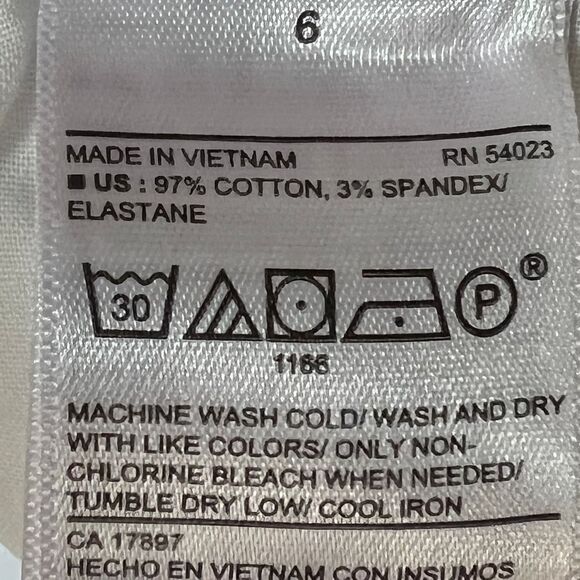 6
MADE IN VIETNAM RN 54023
■ US : 97% COTTON, 3% SPANDEX/
ELASTANE
30 P ®
1166
MACHINE WASH COLD/ WASH AND DRY
WITH LIKE COLORS/ ONLY NON-
CHLORINE BLEACH WHEN NEEDED/
TUMBLE DRY LOW/ COOL IRON
CA 17897
HECHO EN VIETNAM CON INSUMOS